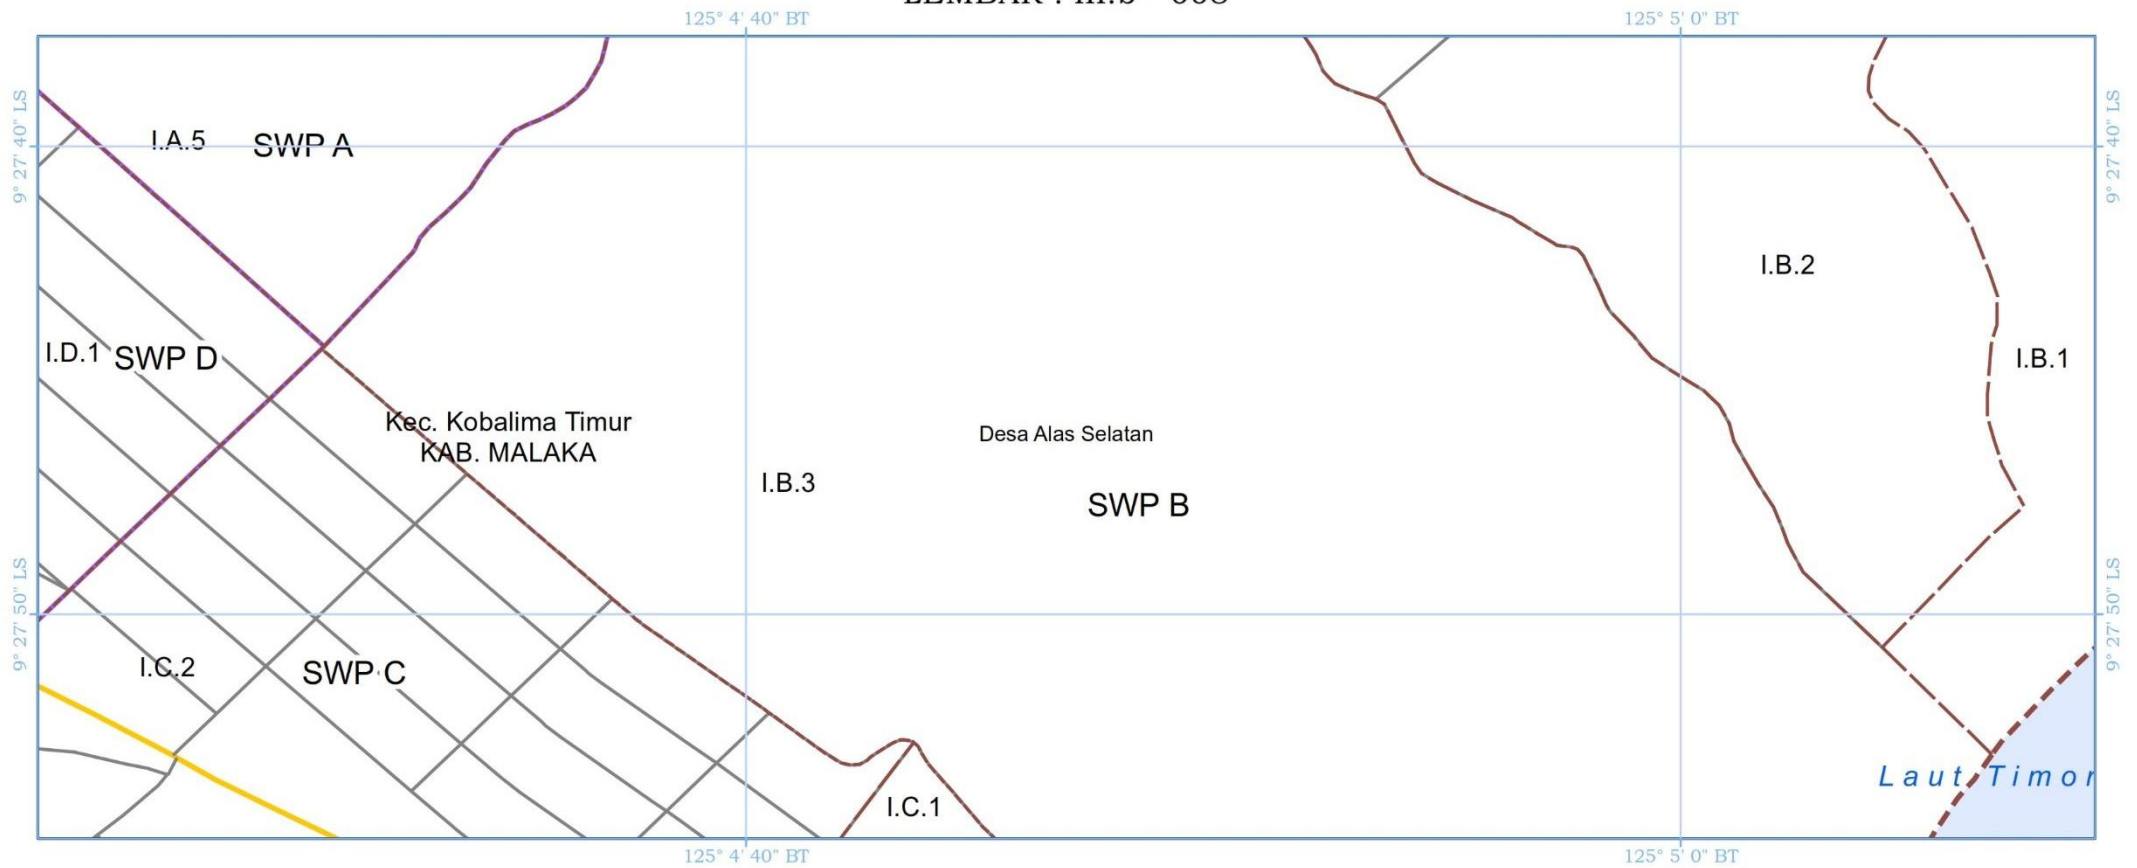 125° 4' 40" BT
125° 5' 0" BT
9° 27' 40" LS
9° 27' 40" LS
I.A.5
SWP A
I.B.2
I.D.1
SWP D
I.B.1
Kec. Kobalima Timur
KAB. MALAKA
Desa Alas Selatan
I.B.3
SWP B
9° 27' 50" LS
9° 27' 50" LS
I.C.2
SWP C
Laut Timor
I.C.1
125° 4' 40" BT
125° 5' 0" BT